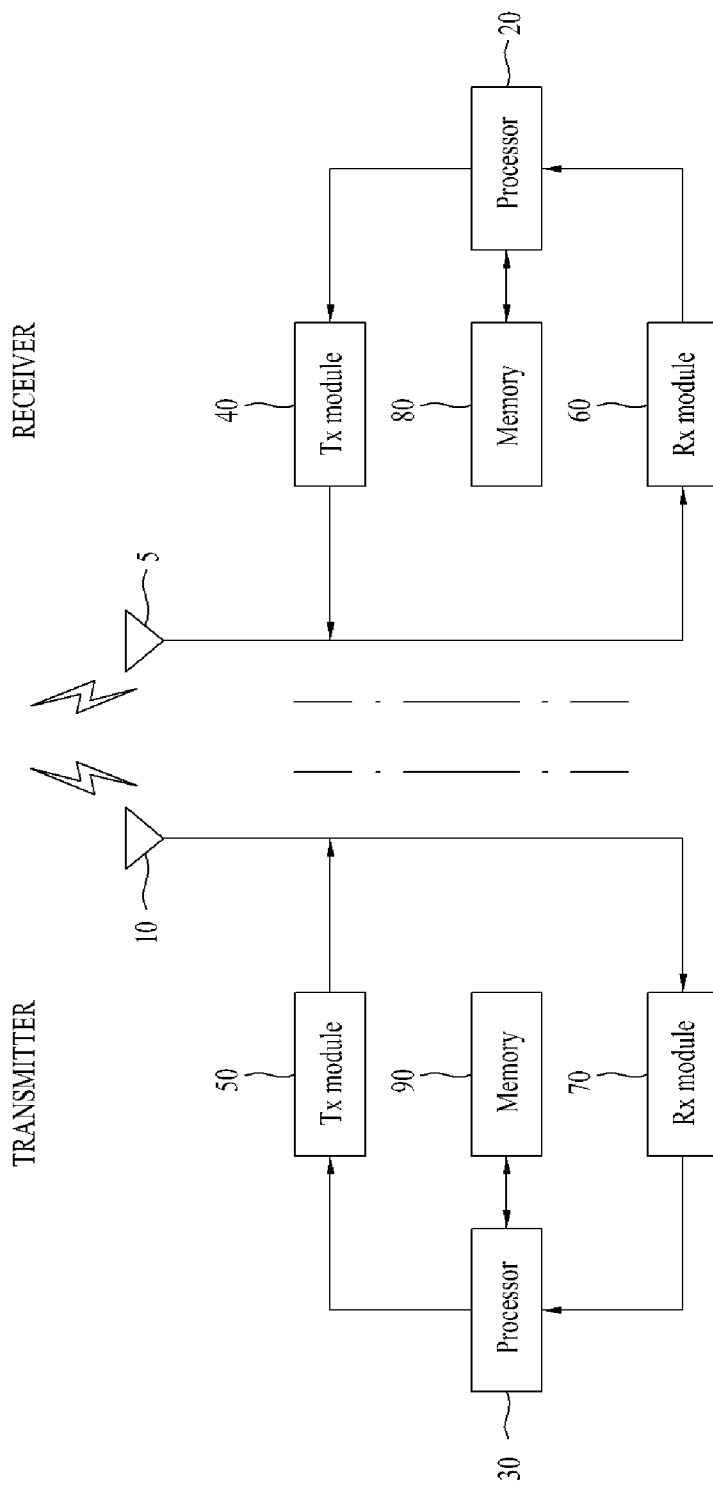 TRANSMITTER
RECEIVER
10
5
50
Tx module
40
Tx module
30
Processor
90
Memory
80
Memory
Processor
20
70
Rx module
60
Rx module